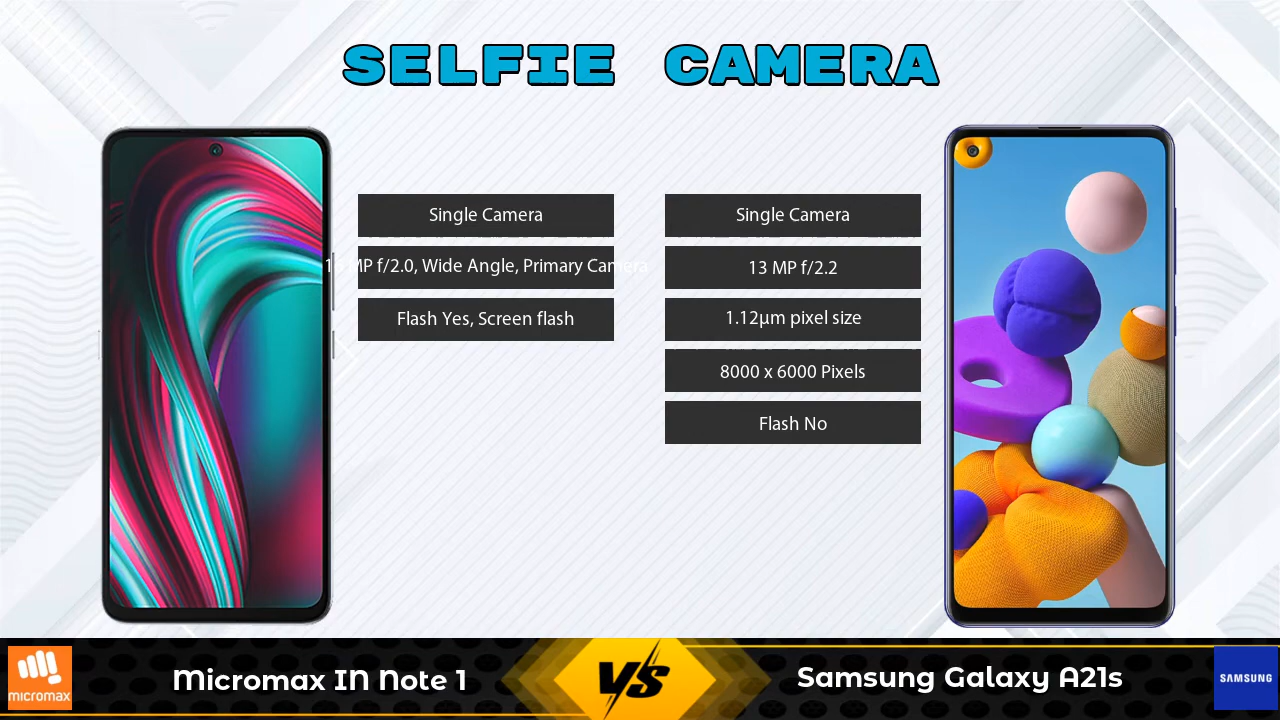 SELFIE CAMERA
Single Camera
MP f/2.0, Wide Angle, Primary Camera
Flash Yes, Screen flash
Single Camera
13 MP f/2.2
1.12µm pixel size
8000 x 6000 Pixels
Flash No
micromax
Micromax IN Note 1
VS
Samsung Galaxy A21s
SAMSUNG